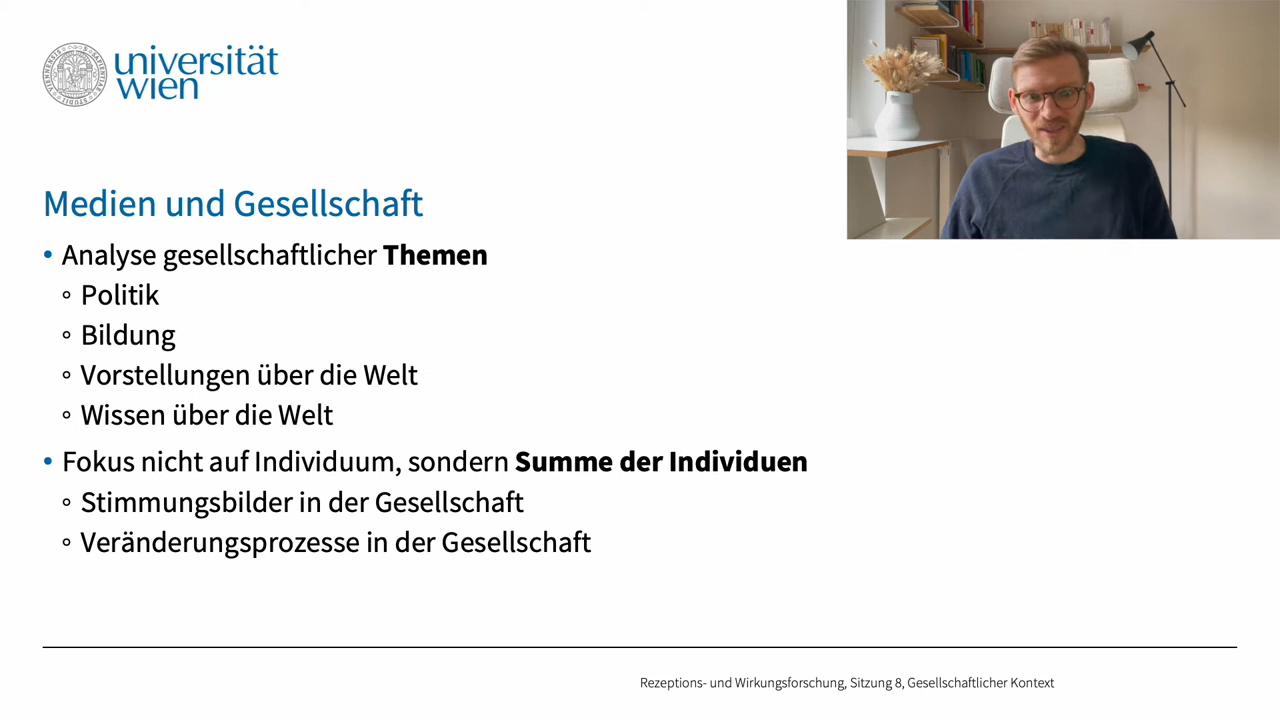 universität
wien
Medien und Gesellschaft
• Analyse gesellschaftlicher Themen
◦ Politik
◦ Bildung
◦ Vorstellungen über die Welt
◦ Wissen über die Welt
• Fokus nicht auf Individuum, sondern Summe der Individuen
◦ Stimmungsbilder in der Gesellschaft
◦ Veränderungsprozesse in der Gesellschaft
Rezeptions- und Wirkungsforschung, Sitzung 8, Gesellschaftlicher Kontext